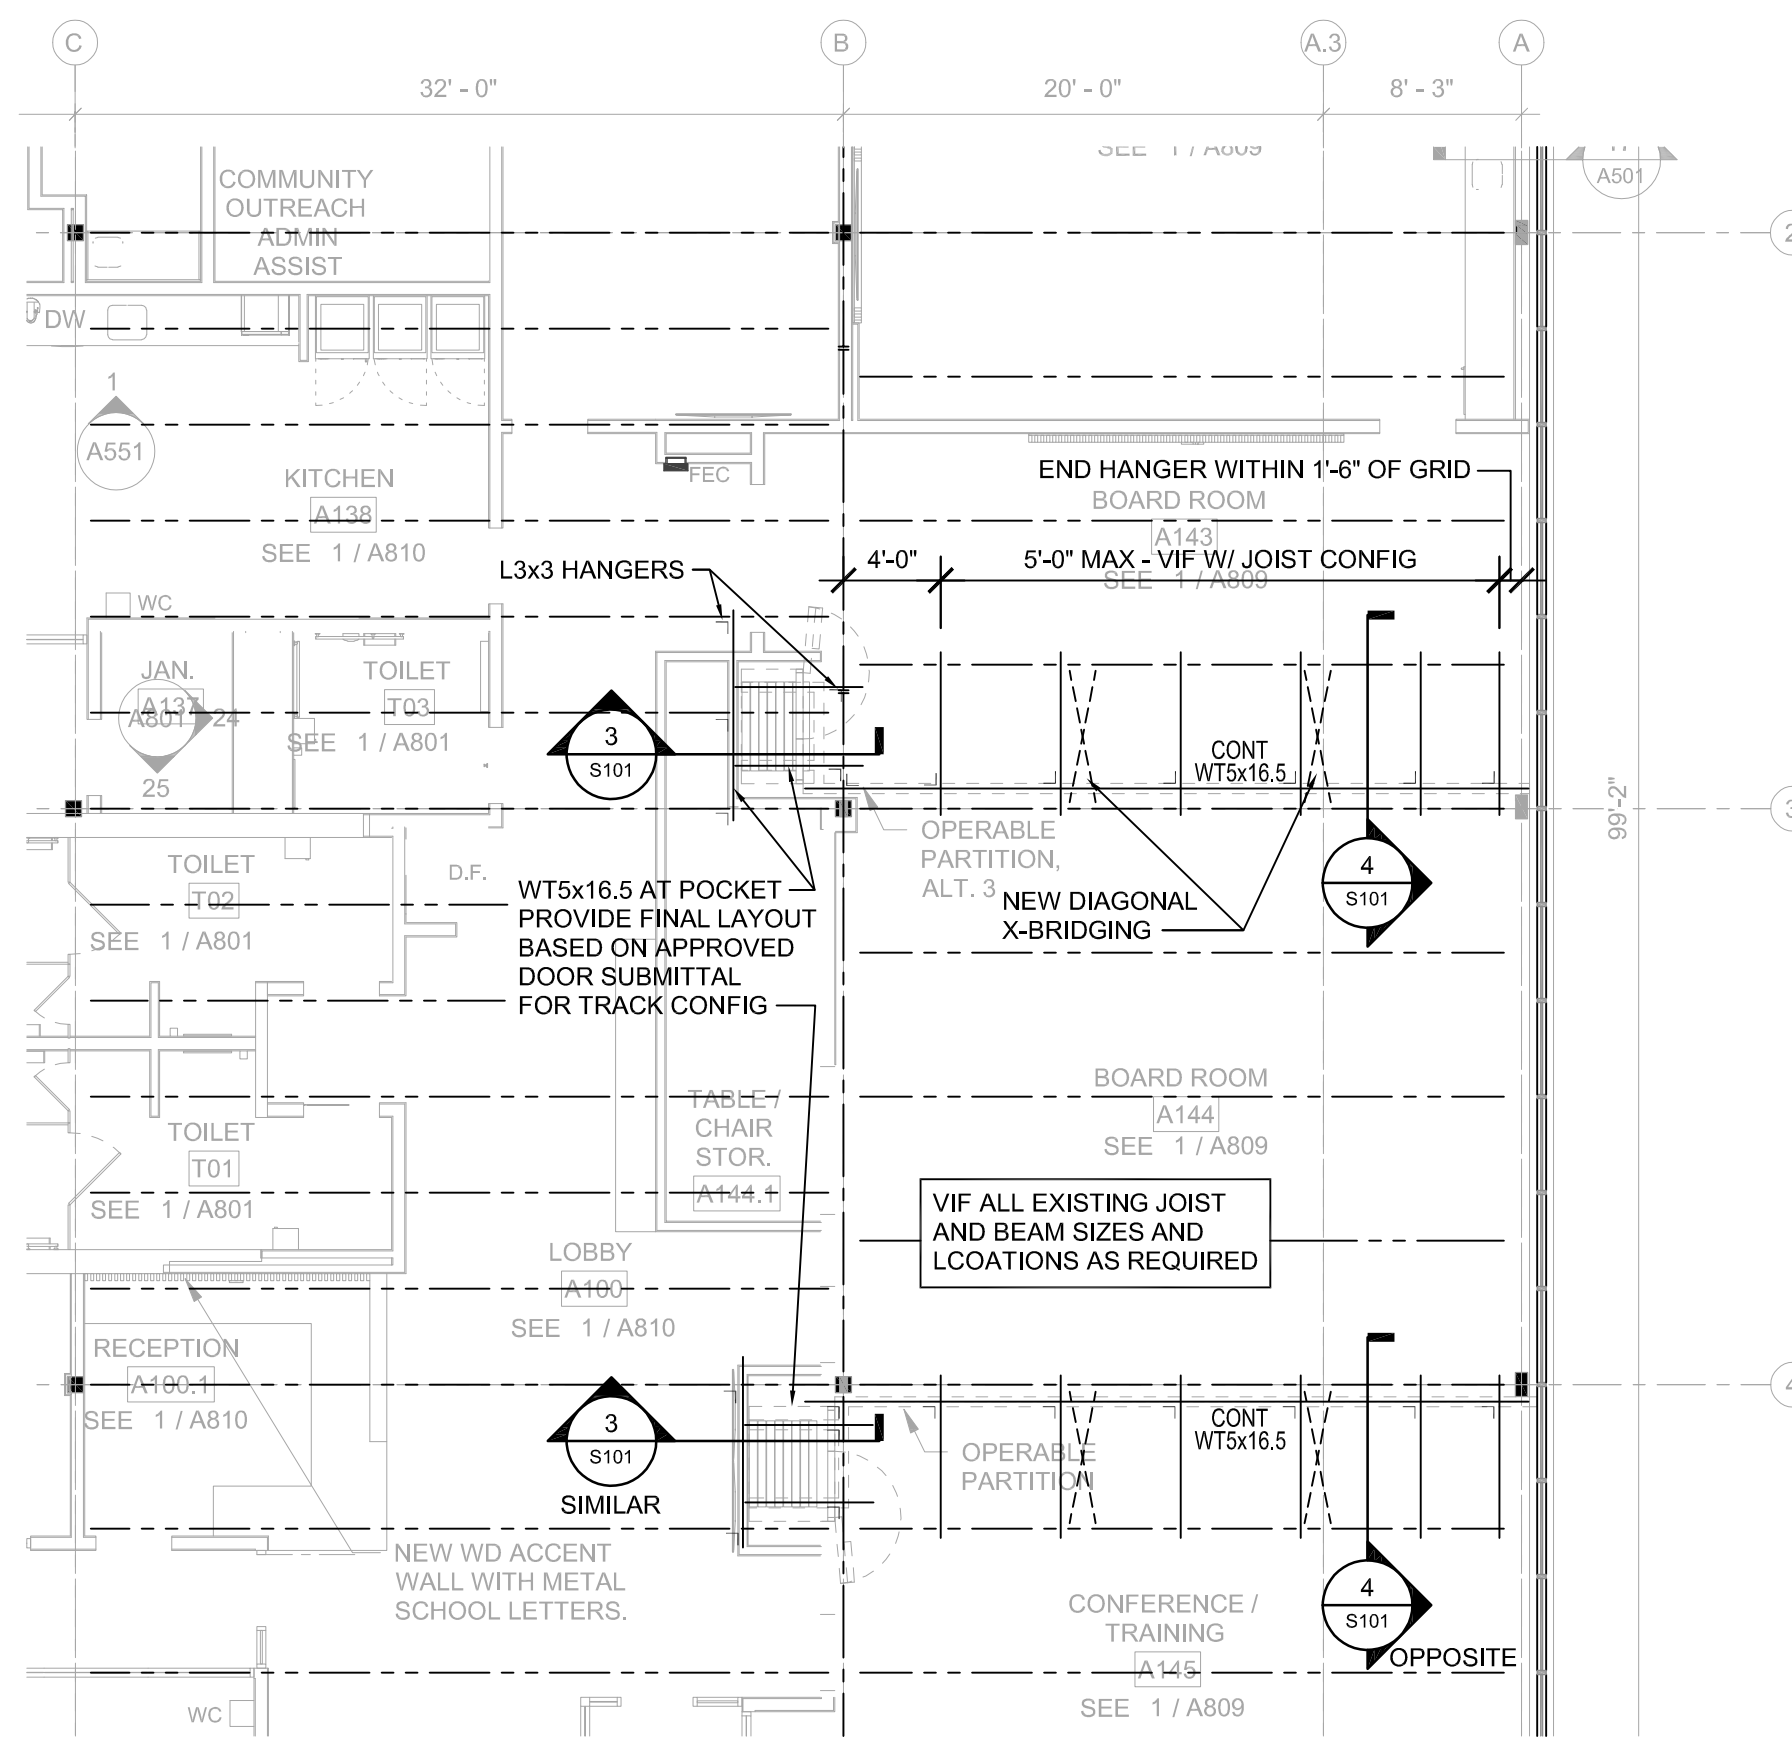 C
B
A.3
A
32' - 0"
20' - 0"
8' - 3"
SEE 1 / A809
A501
COMMUNITY
OUTREACH
ADMIN
ASSIST
2
DW
1
A551
FEC
KITCHEN
A138
SEE 1 / A810
END HANGER WITHIN 1'-6" OF GRID
BOARD ROOM
A143
SEE 1 / A809
4'-0"
5'-0" MAX - VIF W/ JOIST CONFIG
L3x3 HANGERS
WC
JAN.
A137
A801
24
25
TOILET
T03
SEE 1 / A801
3
S101
CONT
WT5x16.5
99'-2"
3
OPERABLE
PARTITION,
ALT. 3
TOILET
T02
SEE 1 / A801
D.F.
WT5x16.5 AT POCKET
PROVIDE FINAL LAYOUT
BASED ON APPROVED
DOOR SUBMITTAL
FOR TRACK CONFIG
NEW DIAGONAL
X-BRIDGING
4
S101
TABLE /
CHAIR
STOR.
A144.1
BOARD ROOM
A144
SEE 1 / A809
TOILET
T01
SEE 1 / A801
VIF ALL EXISTING JOIST
AND BEAM SIZES AND
LCOATIONS AS REQUIRED
LOBBY
A100
SEE 1 / A810
RECEPTION
A100.1
SEE 1 / A810
4
3
S101
SIMILAR
CONT
WT5x16.5
OPERABLE
PARTITION
NEW WD ACCENT
WALL WITH METAL
SCHOOL LETTERS.
4
S101
OPPOSITE
CONFERENCE /
TRAINING
A145
SEE 1 / A809
WC